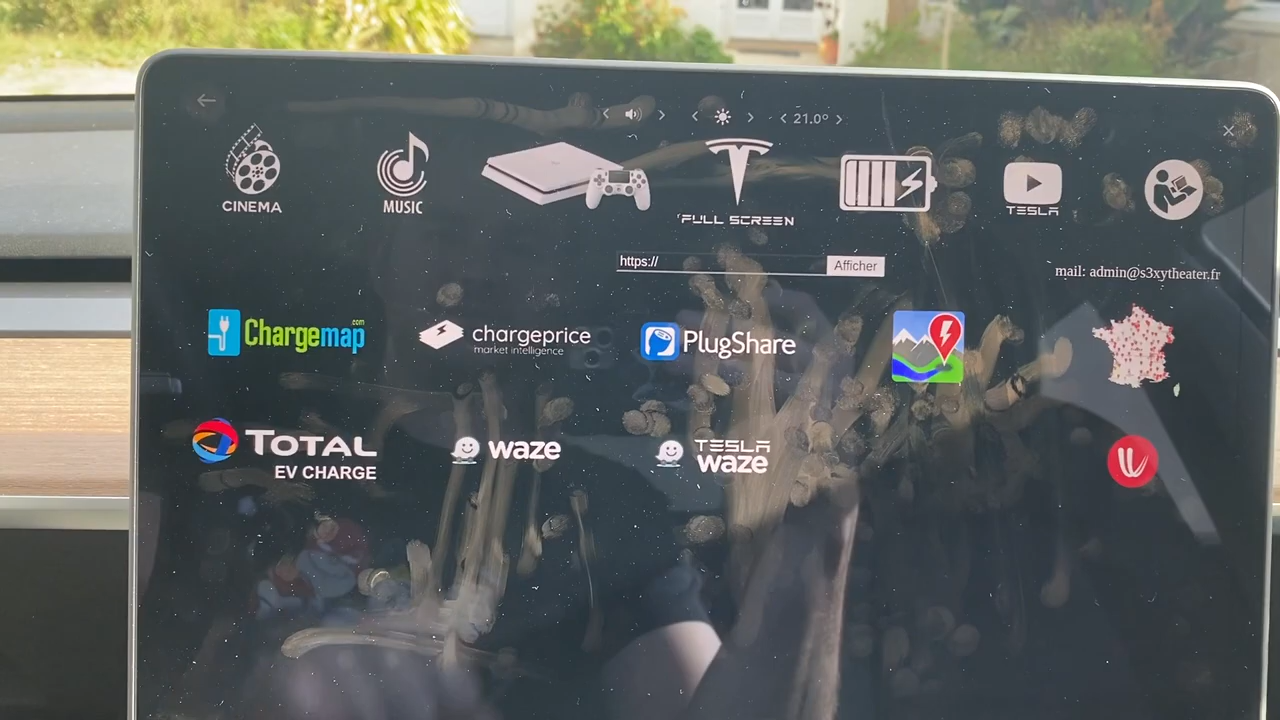 21.0°
CINEMA
MUSIC
FULL SCREEN
TESLA
https://
Afficher
mail: admin@s3xytheater.fr
Chargemap
.com
chargeprice
market intelligence
PlugShare
TOTAL
EV CHARGE
waze
TESLA
waze